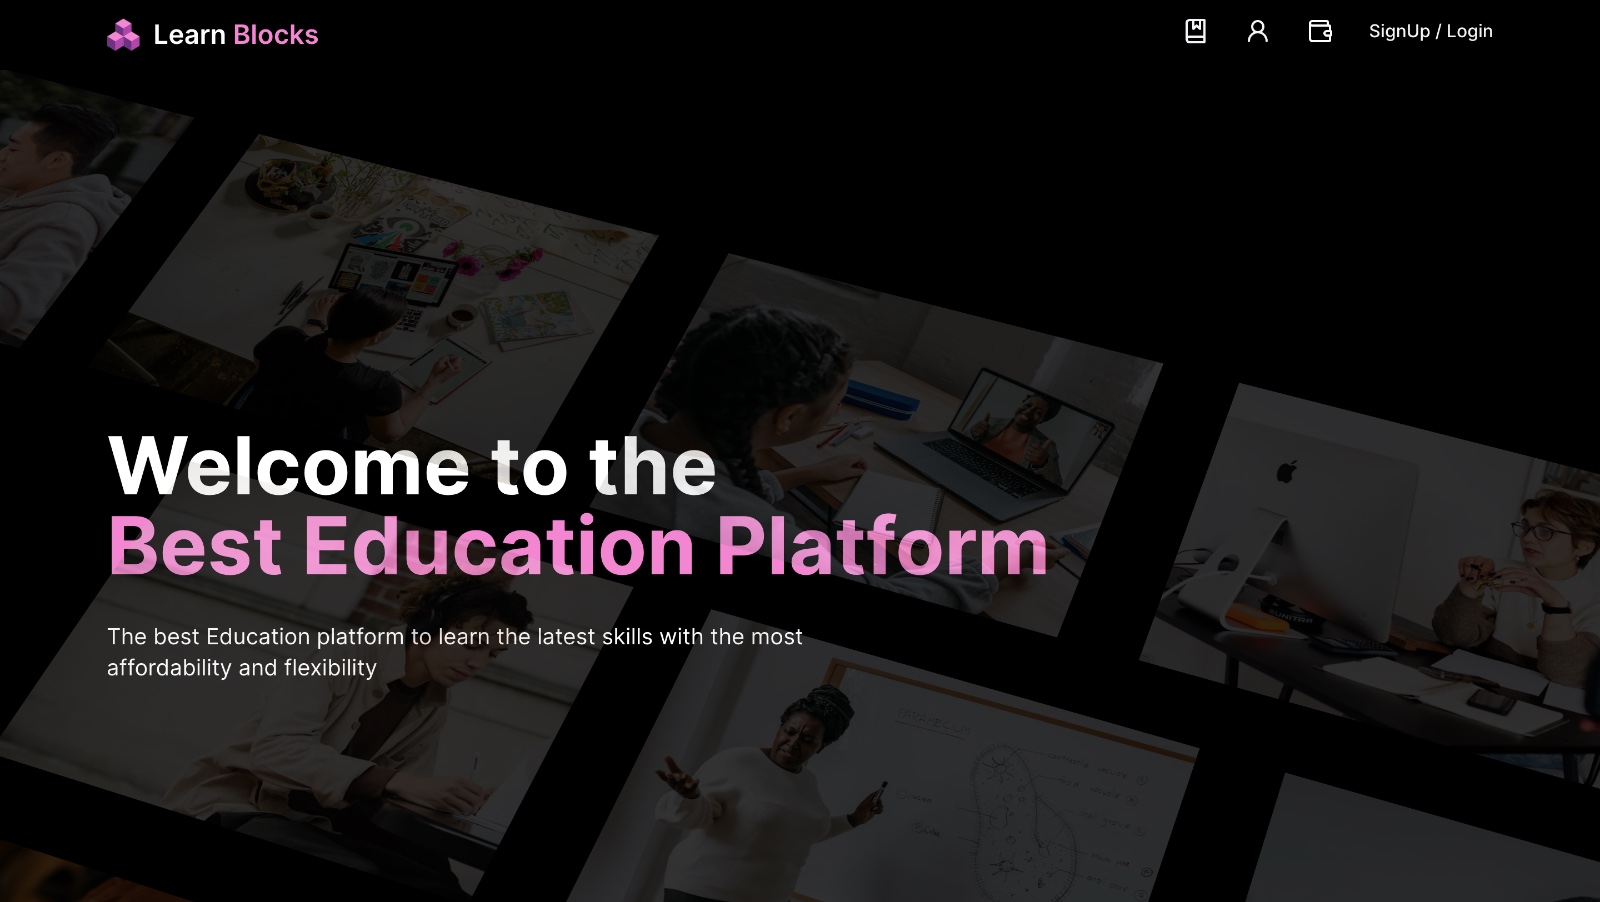 Learn Blocks
SignUp / Login
Welcome to the
Best Education Platform
The best Education platform to learn the latest skills with the most
affordability and flexibility